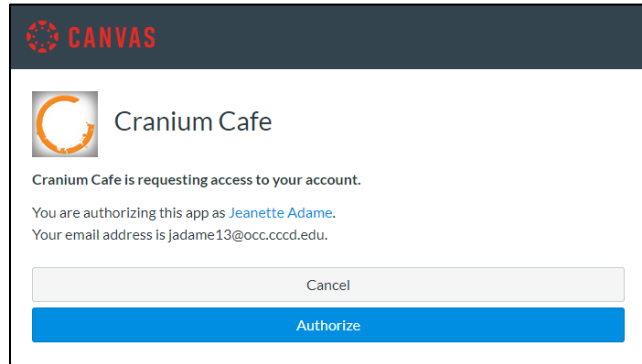 CANVAS
Cranium Cafe
Cranium Cafe is requesting access to your account.
You are authorizing this app as Jeanette Adame.
Your email address is jadame13@occ.cccd.edu.
Cancel
Authorize